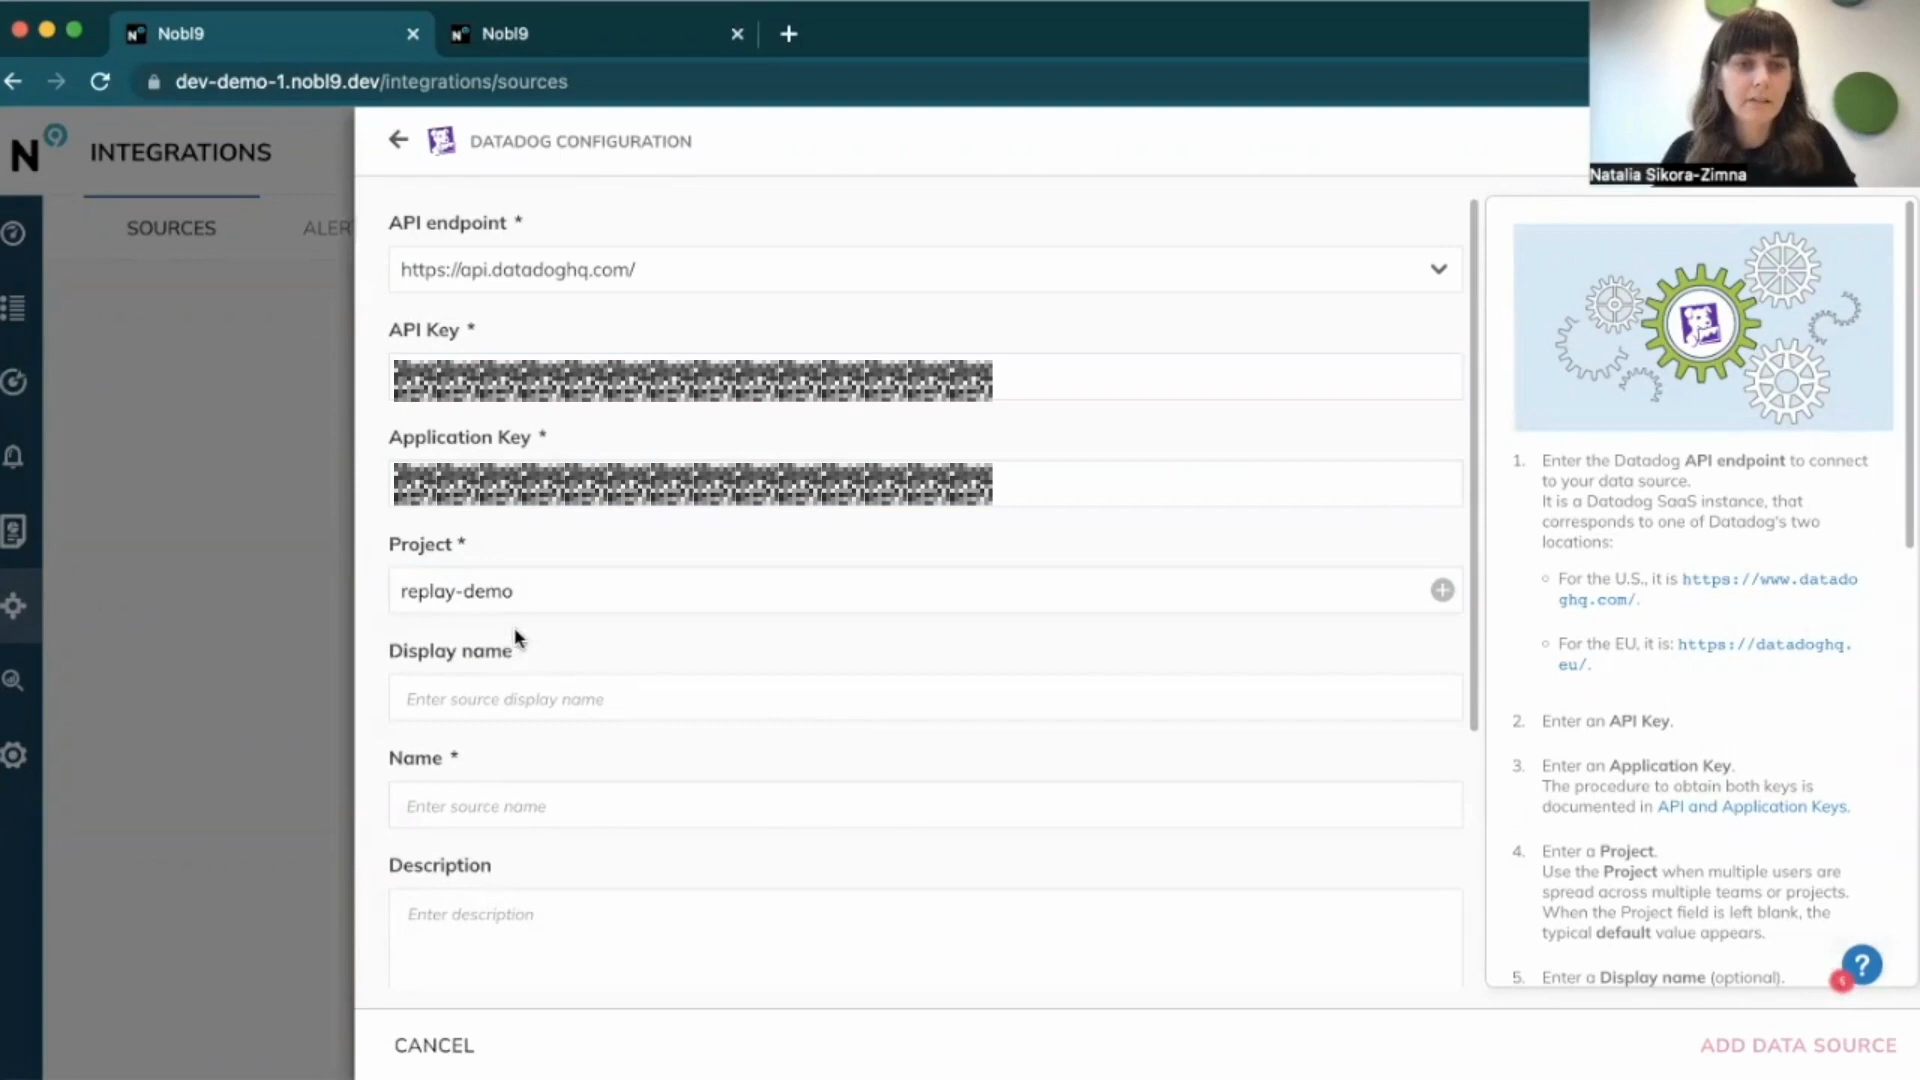 Nobl9
Nobl9
dev-demo-1.nobl9.dev/integrations/sources
N9
INTEGRATIONS
SOURCES
ALER
DATADOG CONFIGURATION
Natalia Sikora-Zimna
API endpoint *
https://api.datadoghq.com/
API Key *
Application Key *
Project *
replay-demo
Display name
Enter source display name
Name *
Enter source name
Description
Enter description
1. Enter the Datadog API endpoint to connect
to your data source.
It is a Datadog SaaS instance, that
corresponds to one of Datadog's two
locations:
For the U.S., it is https://www.datado
ghq.com/.
For the EU, it is: https://datadoghq.
eu/.
2. Enter an API Key.
3. Enter an Application Key.
The procedure to obtain both keys is
documented in API and Application Keys.
4. Enter a Project.
Use the Project when multiple users are
spread across multiple teams or projects.
When the Project field is left blank, the
typical default value appears.
5. Enter a Display name (optional).
?
6
CANCEL
ADD DATA SOURCE